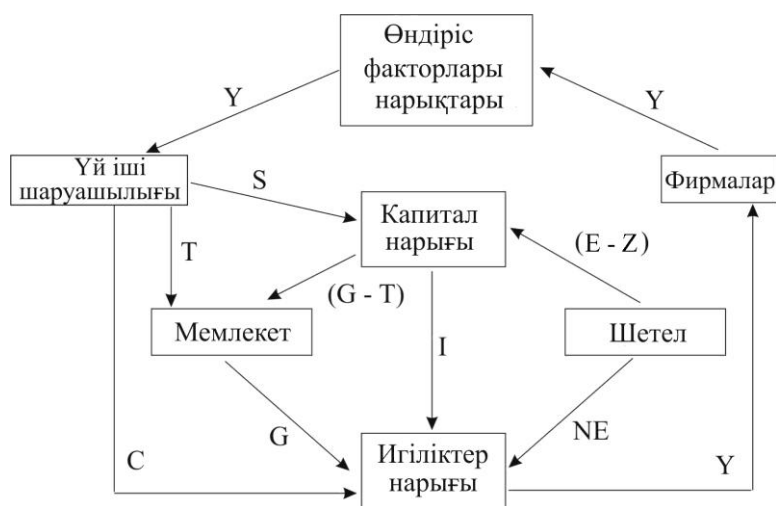 Өндіріс
факторлары
нарықтары
Y
Y
Үй іші
шаруашылығы
S
Фирмалар
Капитал
нарығы
(E - Z)
T
(G - T)
Мемлекет
Шетел
I
G
NE
C
Игіліктер
нарығы
Y